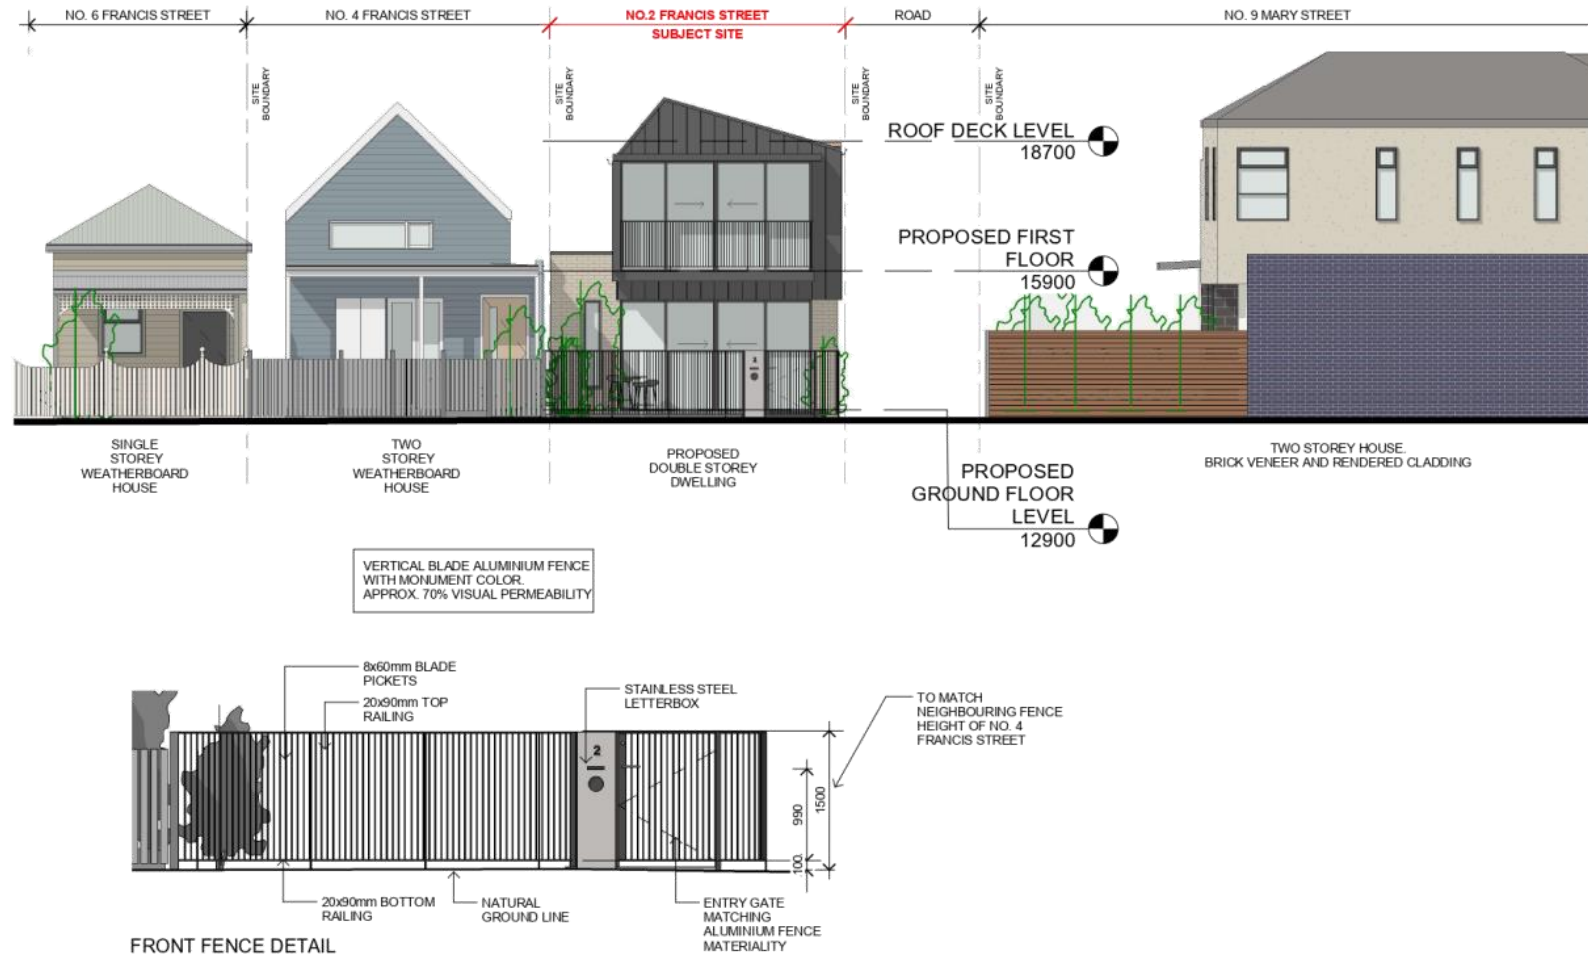 NO. 6 FRANCIS STREET
NO. 4 FRANCIS STREET
NO.2 FRANCIS STREET
SUBJECT SITE
ROAD
NO. 9 MARY STREET
SITE
BOUNDARY
SITE
BOUNDARY
SITE
BOUNDARY
SITE
BOUNDARY
ROOF DECK LEVEL
18700
PROPOSED FIRST
FLOOR
15900
SINGLE
STOREY
WEATHERBOARD
HOUSE
TWO
STOREY
WEATHERBOARD
HOUSE
PROPOSED
DOUBLE STOREY
DWELLING
PROPOSED
GROUND FLOOR
LEVEL
12900
TWO STOREY HOUSE.
BRICK VENEER AND RENDERED CLADDING
VERTICAL BLADE ALUMINIUM FENCE
WITH MONUMENT COLOR.
APPROX. 70% VISUAL PERMEABILITY
8x60mm BLADE
PICKETS
20x90mm TOP
RAILING
STAINLESS STEEL
LETTERBOX
TO MATCH
NEIGHBOURING FENCE
HEIGHT OF NO. 4
FRANCIS STREET
2
990
1500
100
20x90mm BOTTOM
RAILING
NATURAL
GROUND LINE
ENTRY GATE
MATCHING
ALUMINIUM FENCE
MATERIALITY
FRONT FENCE DETAIL